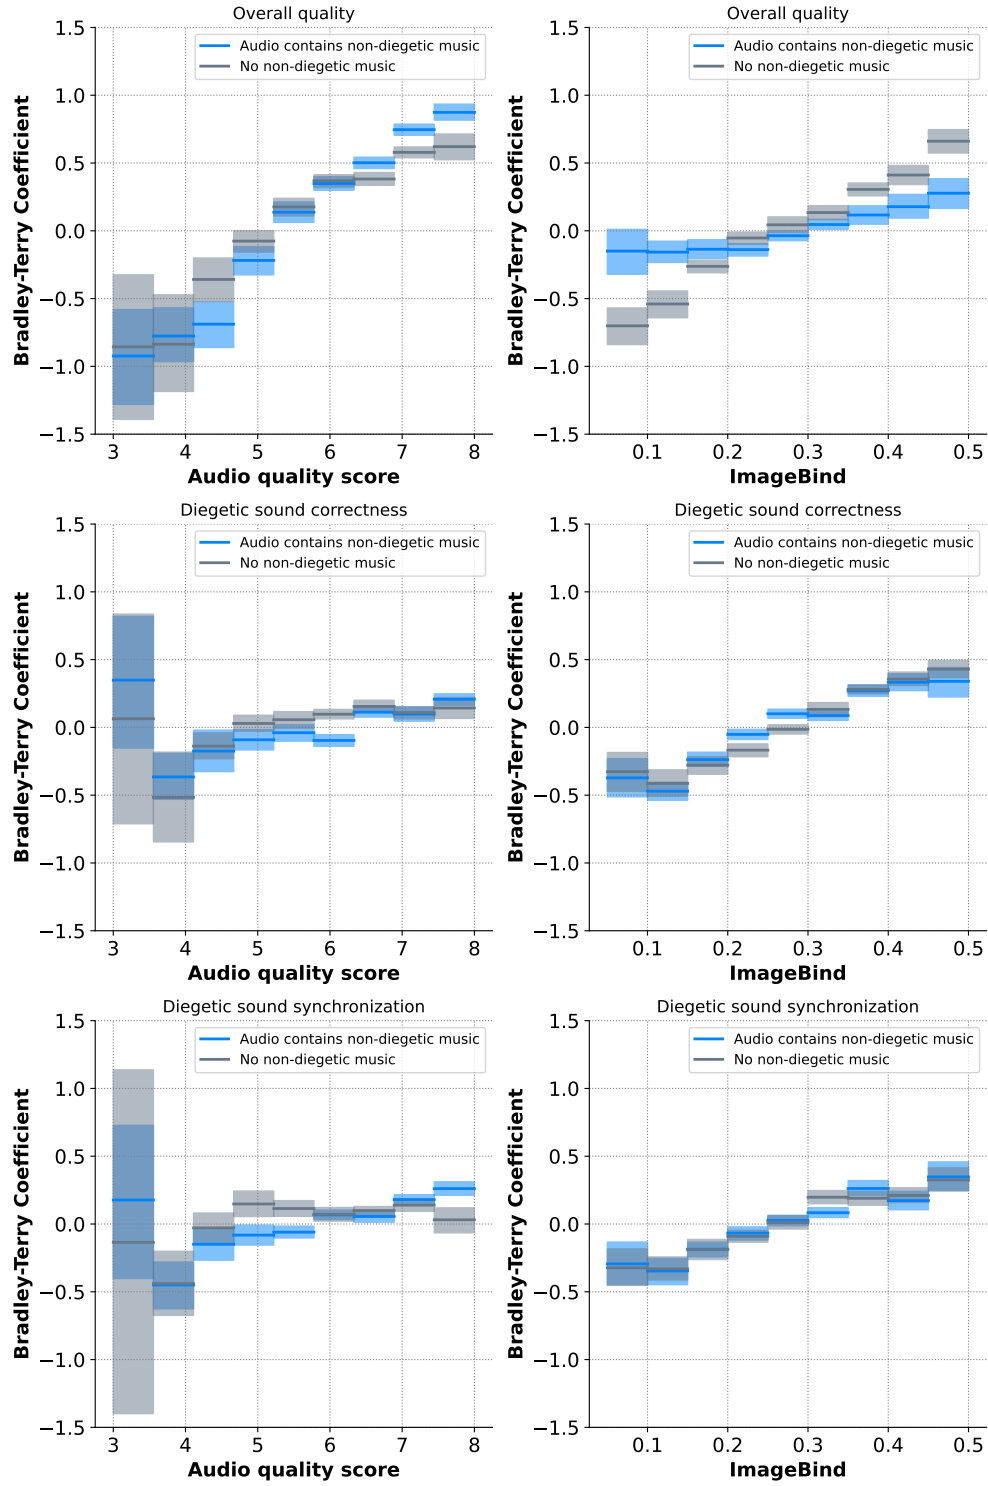 Overall quality
Audio contains non-diegetic music
No non-diegetic music
Bradley-Terry Coefficient
1.5
1.0
0.5
0.0
−0.5
−1.0
−1.5
3 4 5 6 7 8
Audio quality score
Overall quality
Audio contains non-diegetic music
No non-diegetic music
Bradley-Terry Coefficient
1.5
1.0
0.5
0.0
−0.5
−1.0
−1.5
0.1 0.2 0.3 0.4 0.5
ImageBind
Diegetic sound correctness
Audio contains non-diegetic music
No non-diegetic music
Bradley-Terry Coefficient
1.5
1.0
0.5
0.0
−0.5
−1.0
−1.5
3 4 5 6 7 8
Audio quality score
Diegetic sound correctness
Audio contains non-diegetic music
No non-diegetic music
Bradley-Terry Coefficient
1.5
1.0
0.5
0.0
−0.5
−1.0
−1.5
0.1 0.2 0.3 0.4 0.5
ImageBind
Diegetic sound synchronization
Audio contains non-diegetic music
No non-diegetic music
Bradley-Terry Coefficient
1.5
1.0
0.5
0.0
−0.5
−1.0
−1.5
3 4 5 6 7 8
Audio quality score
Diegetic sound synchronization
Audio contains non-diegetic music
No non-diegetic music
Bradley-Terry Coefficient
1.5
1.0
0.5
0.0
−0.5
−1.0
−1.5
0.1 0.2 0.3 0.4 0.5
ImageBind